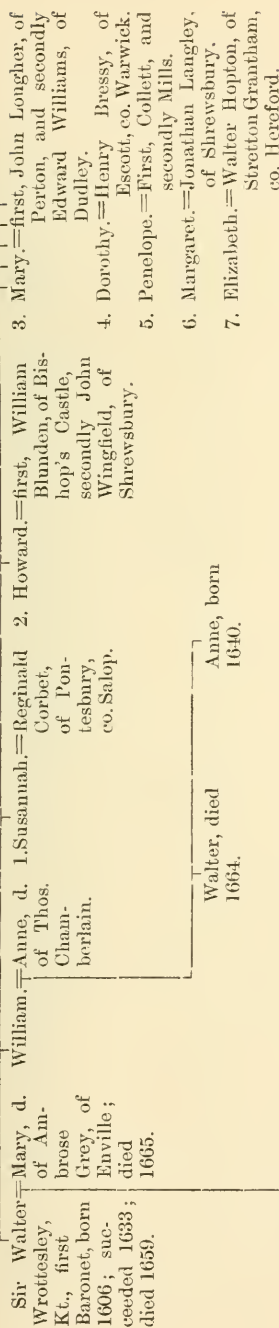 Sir Walter=Mary, d.
Wrottesley, of Am-
Kt., first brose
Baronet, born Grey, of
1606; suc- Enville;
ceeded 1633; died
died 1659. 1665.
William.=Anne, d.
of Thos.
Cham-
berlain.
Walter, died
1664.
Anne, born
1640.
1. Susannah.=Reginald
Corbet,
of Pon-
tesbury,
co. Salop.
2. Howard.=first, William
Blunden, of Bis-
hop's Castle,
secondly John
Wingfield, of
Shrewsbury.
3. Mary.=first, John Lougher, of
Perton, and secondly
Edward Williams, of
Dudley.
4. Dorothy.=Henry Bressy, of
Escott, co. Warwick.
5. Penelope.=First, Collett, and
secondly Mills.
6. Margaret.=Jonathan Langley,
of Shrewsbury.
7. Elizabeth.=Walter Hopton, of
Stretton Grantham,
co. Hereford.